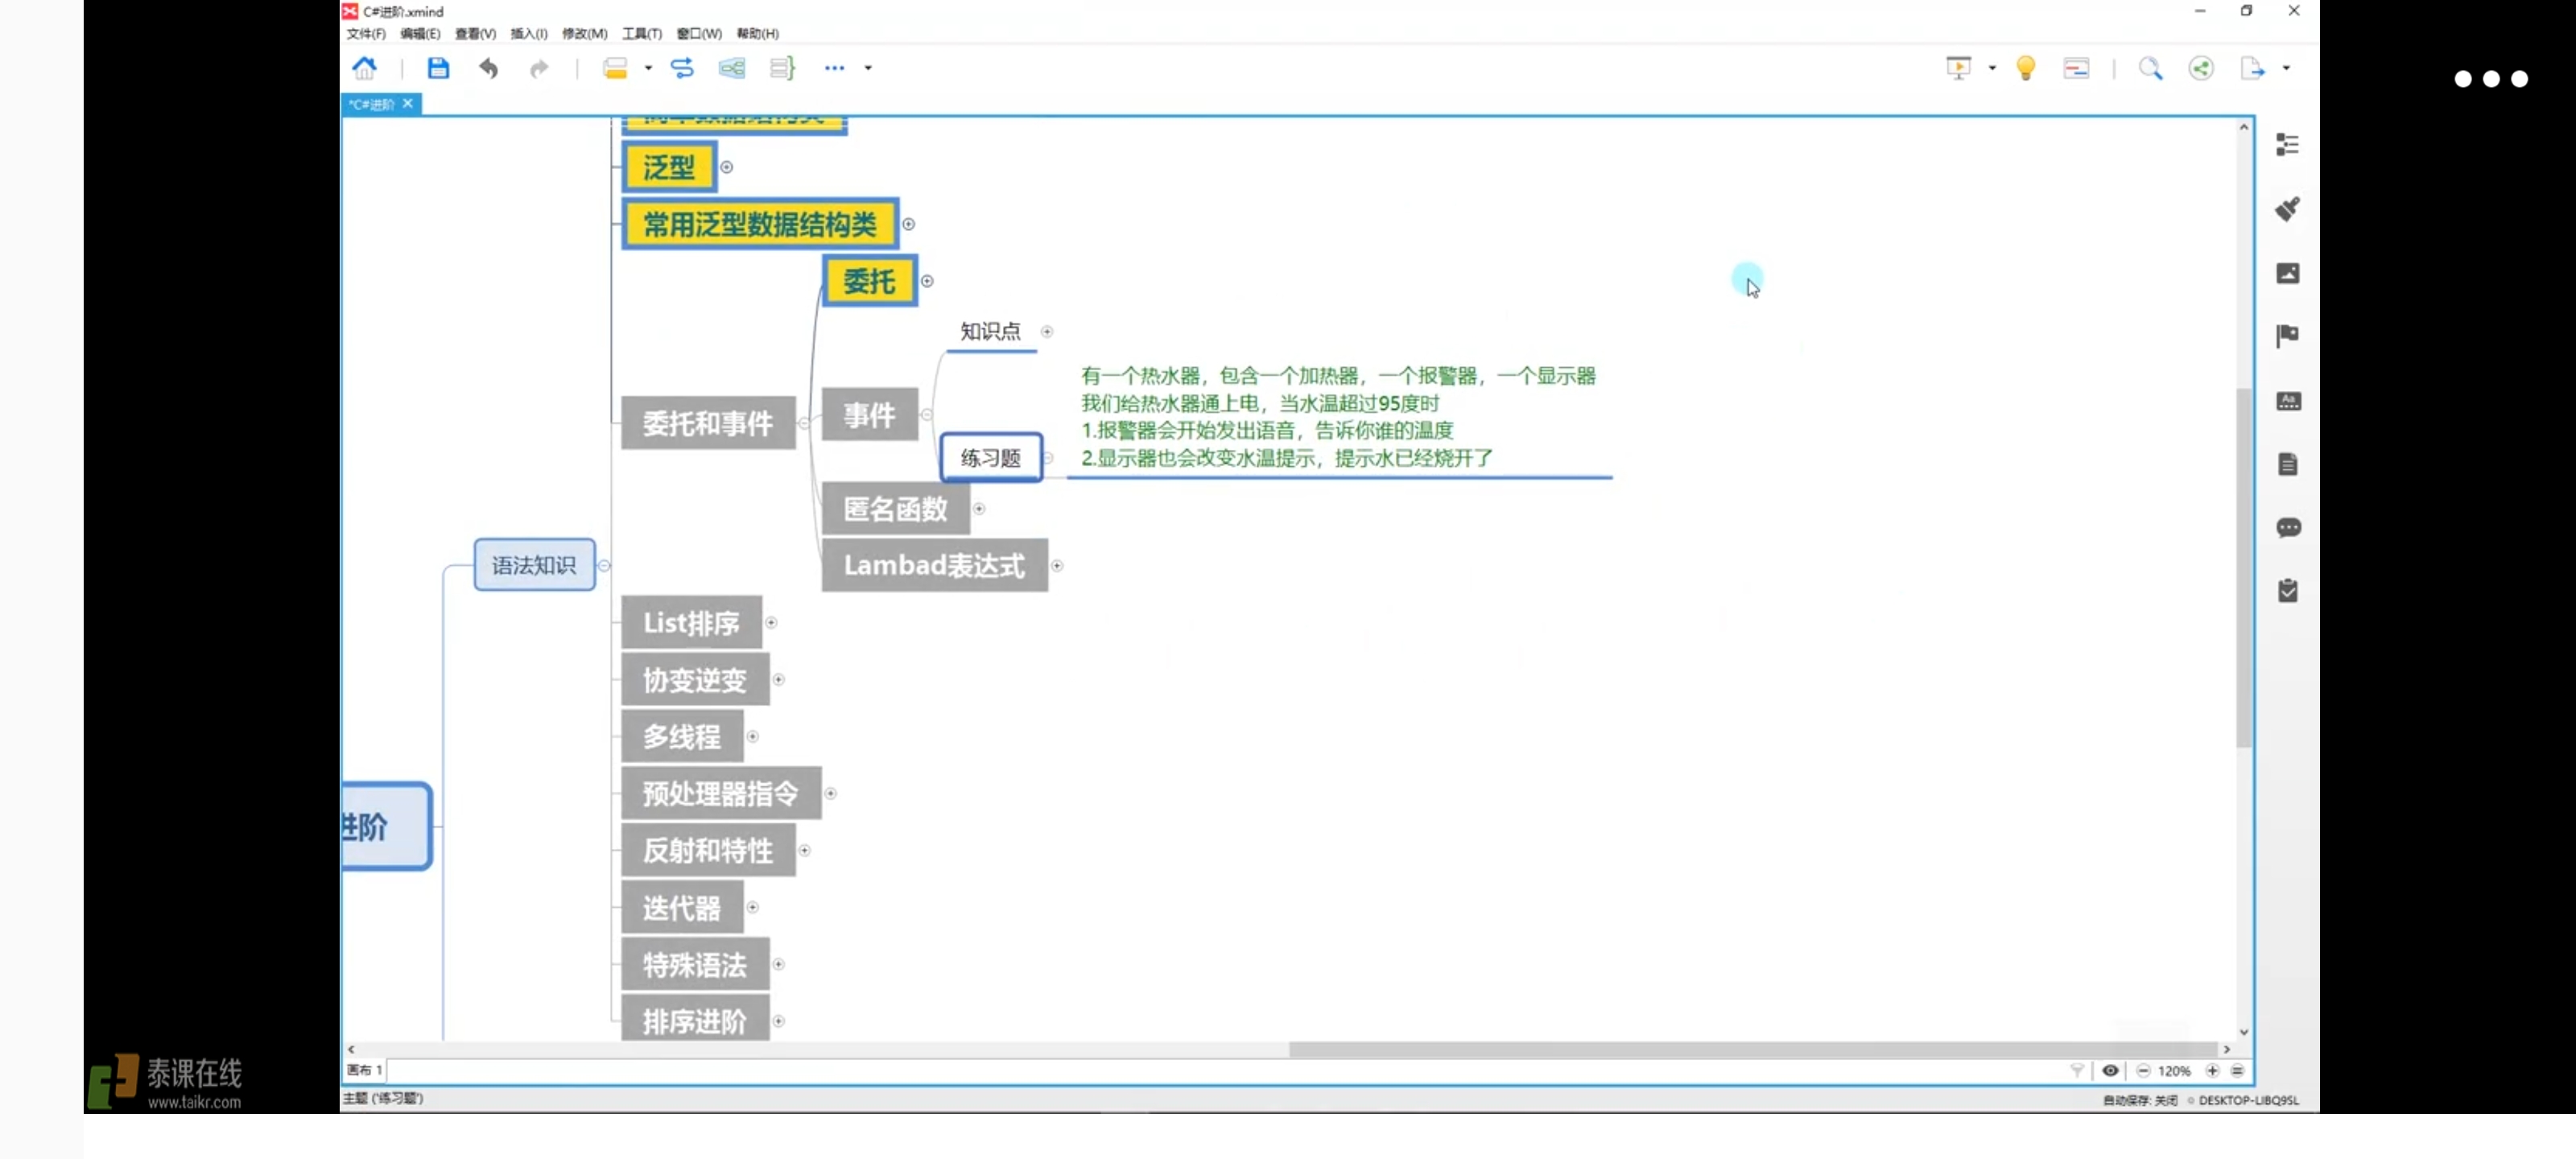 C#进阶.xmind
文件(F) 编辑(E) 查看(V) 插入(I) 修改(M) 工具(T) 窗口(W) 帮助(H)
*C#进阶
泛型
常用泛型数据结构类
委托
知识点
有一个热水器，包含一个加热器，一个报警器，一个显示器
我们给热水器通上电，当水温超过95度时
1.报警器会开始发出语音，告诉你谁的温度
2.显示器也会改变水温提示，提示水已经烧开了
委托和事件
事件
练习题
匿名函数
Lambad表达式
语法知识
List排序
协变逆变
多线程
预处理器指令
进阶
反射和特性
迭代器
特殊语法
排序进阶
画布 1
120%
主题 ('练习题')
自动保存: 关闭
DESKTOP-LIBQ9SL
泰课在线
www.taikr.com